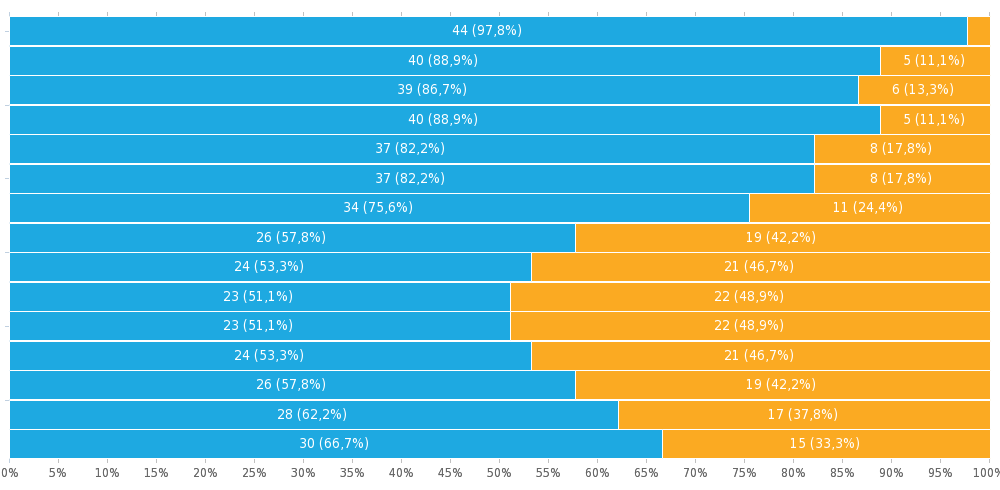 44 (97,8%)
40 (88,9%) 5 (11,1%)
39 (86,7%) 6 (13,3%)
40 (88,9%) 5 (11,1%)
37 (82,2%) 8 (17,8%)
37 (82,2%) 8 (17,8%)
34 (75,6%) 11 (24,4%)
26 (57,8%) 19 (42,2%)
24 (53,3%) 21 (46,7%)
23 (51,1%) 22 (48,9%)
23 (51,1%) 22 (48,9%)
24 (53,3%) 21 (46,7%)
26 (57,8%) 19 (42,2%)
28 (62,2%) 17 (37,8%)
30 (66,7%) 15 (33,3%)
0% 5% 10% 15% 20% 25% 30% 35% 40% 45% 50% 55% 60% 65% 70% 75% 80% 85% 90% 95% 100%